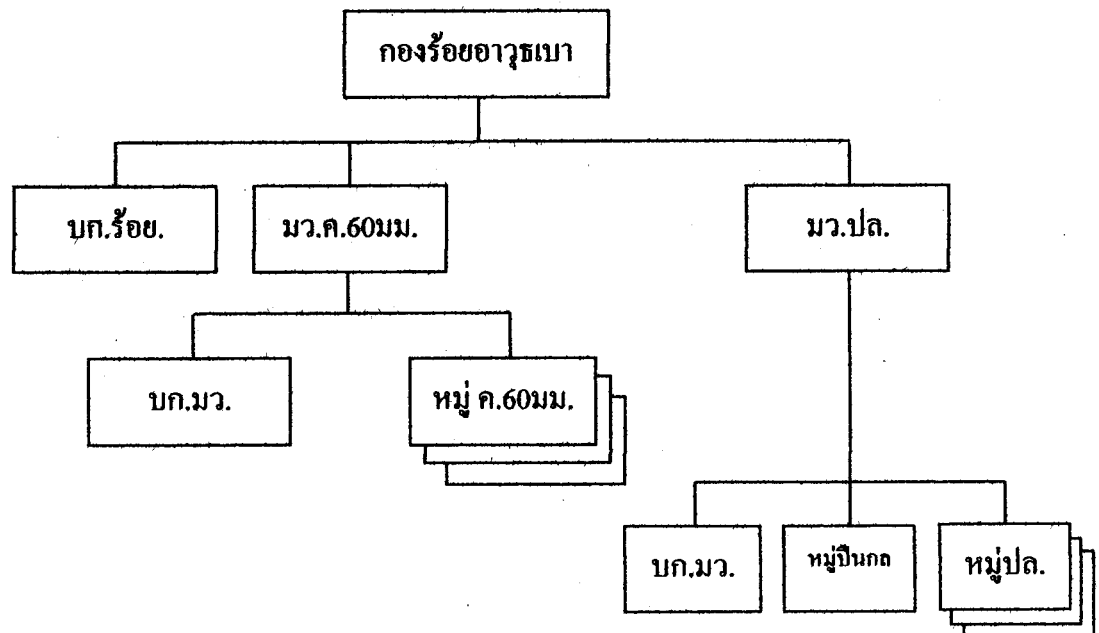 กองร้อยอาวุธเบา
บก.ร้อย.
มว.ค.60มม.
มว.ปล.
บก.มว.
หมู่ ค.60มม.
บก.มว.
หมู่ปืนกล
หมู่ปล.